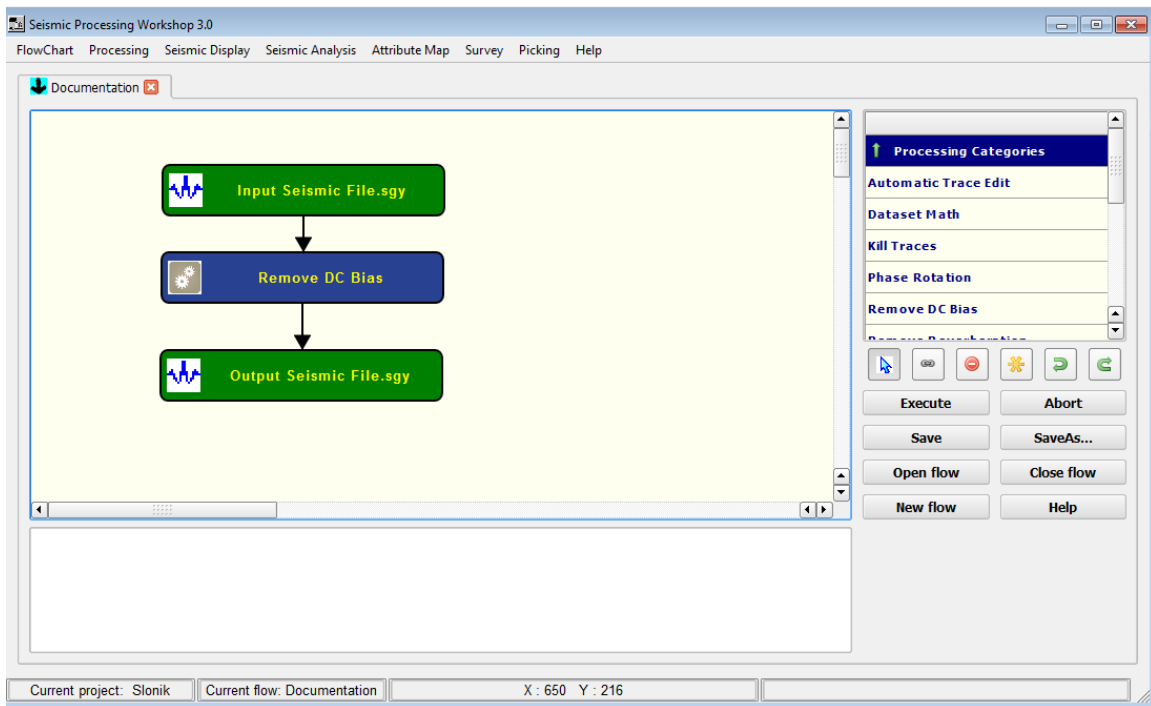 Seismic Processing Workshop 3.0
FlowChart Processing Seismic Display Seismic Analysis Attribute Map Survey Picking Help
Documentation
Input Seismic File.sgy
Remove DC Bias
Output Seismic File.sgy
Processing Categories
Automatic Trace Edit
Dataset Math
Kill Traces
Phase Rotation
Remove DC Bias
Execute Abort
Save SaveAs...
Open flow Close flow
New flow Help
Current project: Slonik Current flow: Documentation X : 650 Y : 216